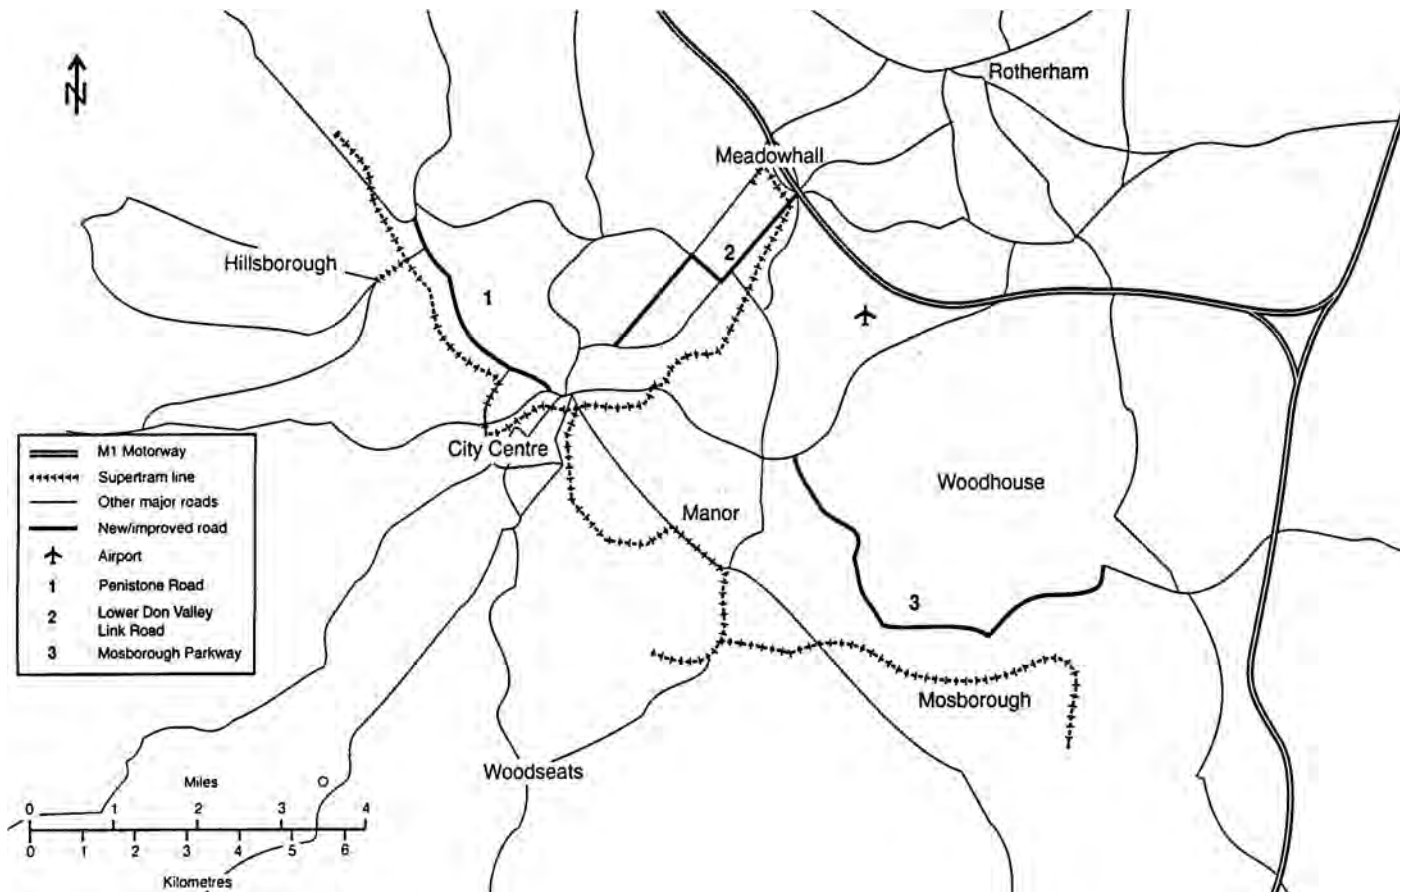 N
Rotherham
Meadowhall
2
Hillsborough
1
City Centre
Manor
Woodhouse
3
Mosborough
Woodseats
M1 Motorway
Supertram line
Other major roads
New/improved road
Airport
1 Penistone Road
2 Lower Don Valley
Link Road
3 Mosborough Parkway
Miles
0 1 2 3 4
0 1 2 3 4 5 6
Kilometres